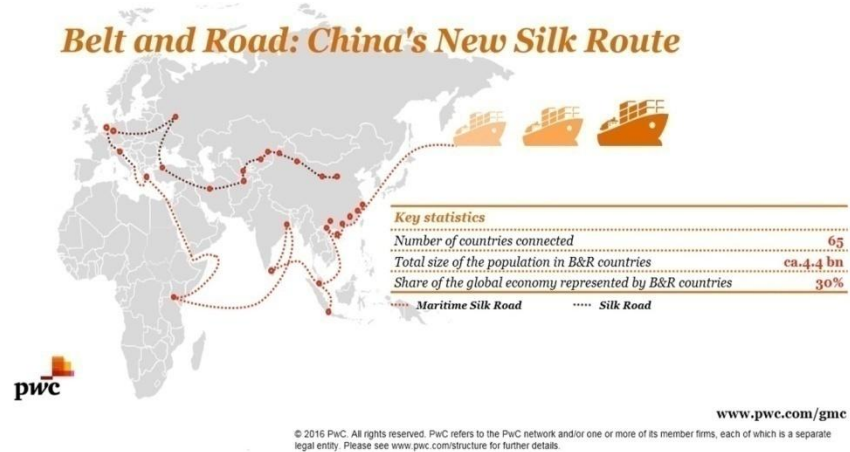 Belt and Road: China's New Silk Route
Key statistics
Number of countries connected 65
Total size of the population in B&R countries ca.4.4 bn
Share of the global economy represented by B&R countries 30%
Maritime Silk Road Silk Road
pwc
www.pwc.com/gmc
© 2016 PwC. All rights reserved. PwC refers to the PwC network and/or one or more of its member firms, each of which is a separate
legal entity. Please see www.pwc.com/structure for further details.